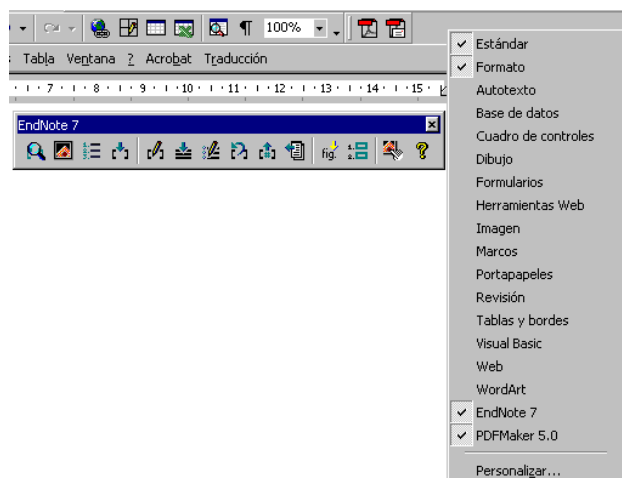 100%
Tabla Ventana ? Acrobat Traducción
7 8 9 10 11 12 13 14 15
EndNote 7
fig.
Estándar
Formato
Autotexto
Base de datos
Cuadro de controles
Dibujo
Formularios
Herramientas Web
Imagen
Marcos
Portapapeles
Revisión
Tablas y bordes
Visual Basic
Web
WordArt
EndNote 7
PDFMaker 5.0
Personalizar...